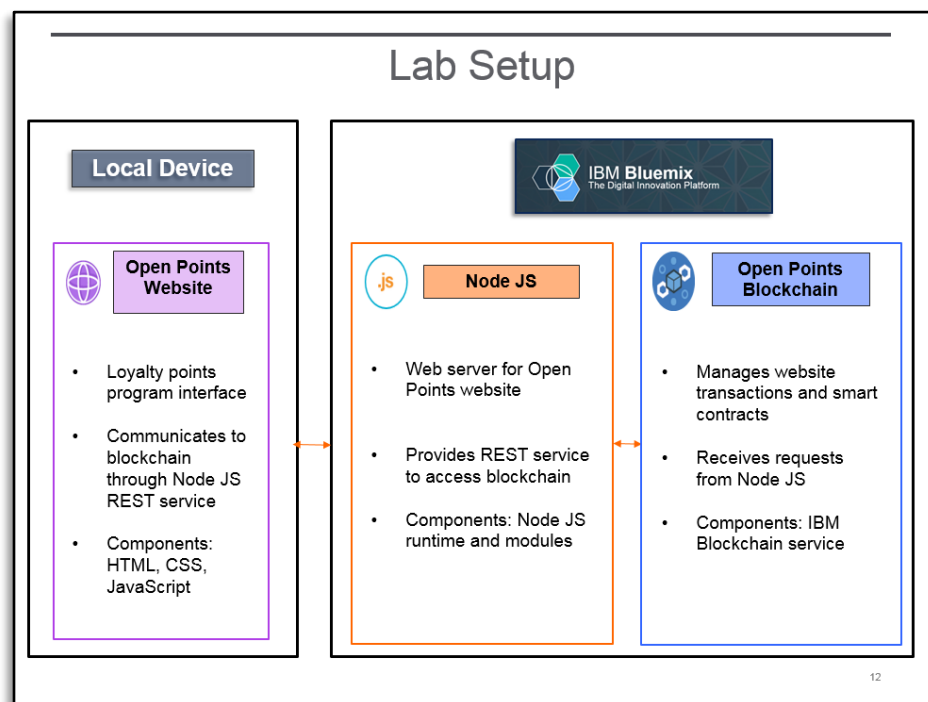 Lab Setup
Local Device
IBM Bluemix
The Digital Innovation Platform
Open Points
Website
• Loyalty points
program interface
• Communicates to
blockchain
through Node JS
REST service
• Components:
HTML, CSS,
JavaScript
.js
Node JS
• Web server for Open
Points website
• Provides REST service
to access blockchain
• Components: Node JS
runtime and modules
Open Points
Blockchain
• Manages website
transactions and smart
contracts
• Receives requests
from Node JS
• Components: IBM
Blockchain service
12